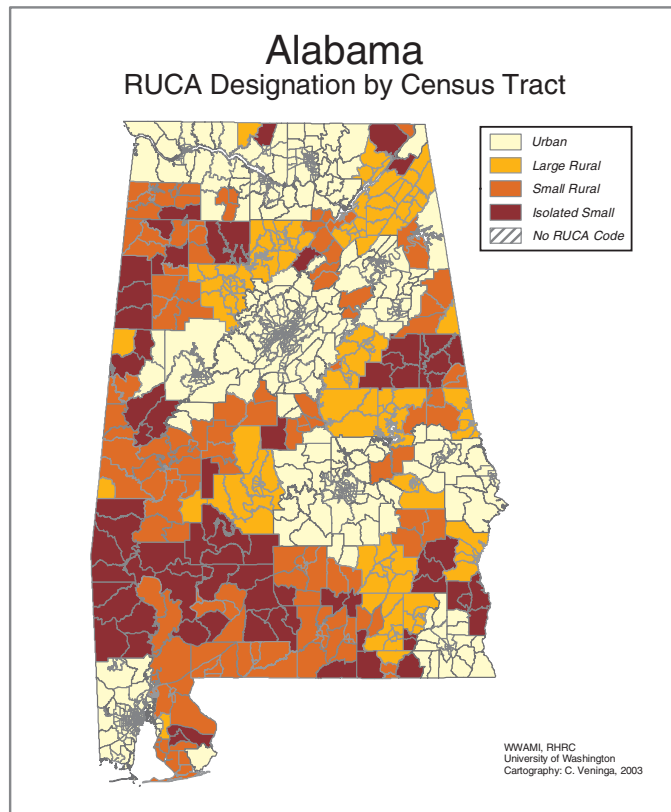 Alabama
RUCA Designation by Census Tract
Urban
Large Rural
Small Rural
Isolated Small
No RUCA Code
WWAMI, RHRC
University of Washington
Cartography: C. Veninga, 2003